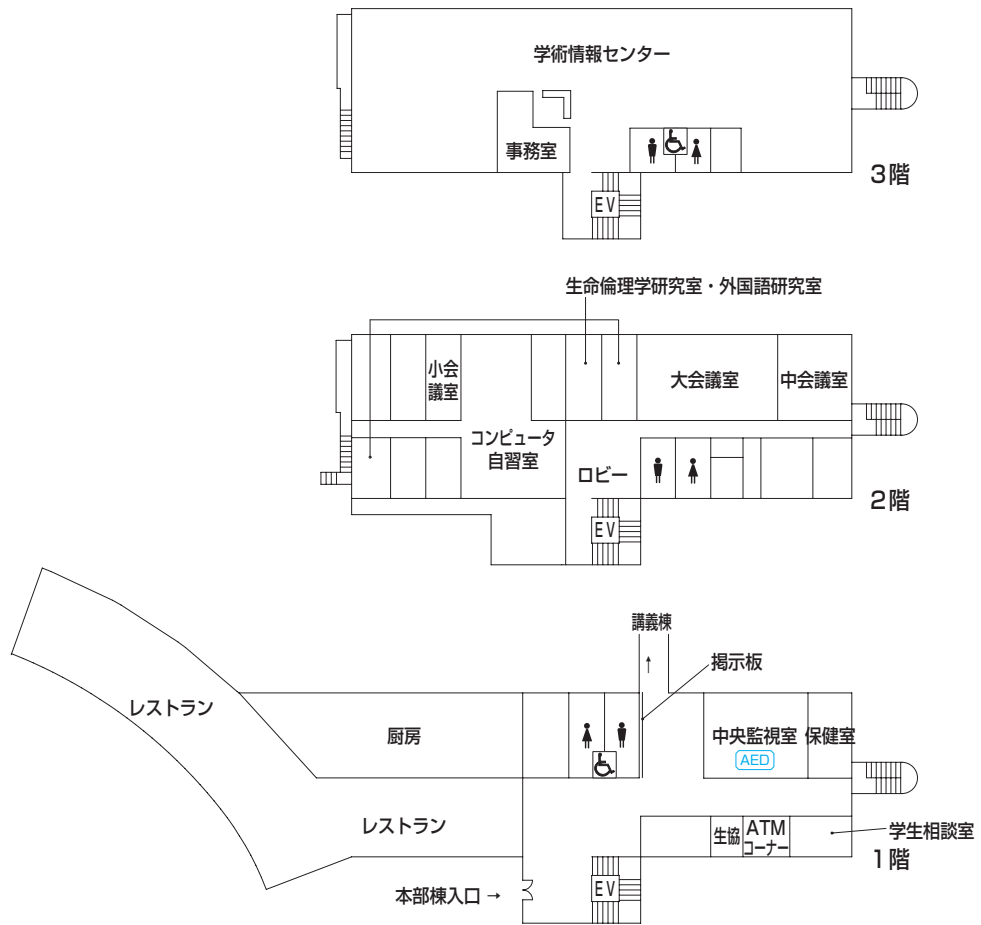 学術情報センター
事務室
EV
3階
生命倫理学研究室・外国語研究室
小会
議室
大会議室
中会議室
コンピュータ
自習室
ロビー
EV
2階
講義棟
↑
掲示板
レストラン
厨房
中央監視室
保健室
AED
レストラン
生協
ATM
コーナー
学生相談室
1階
本部棟入口 →
EV